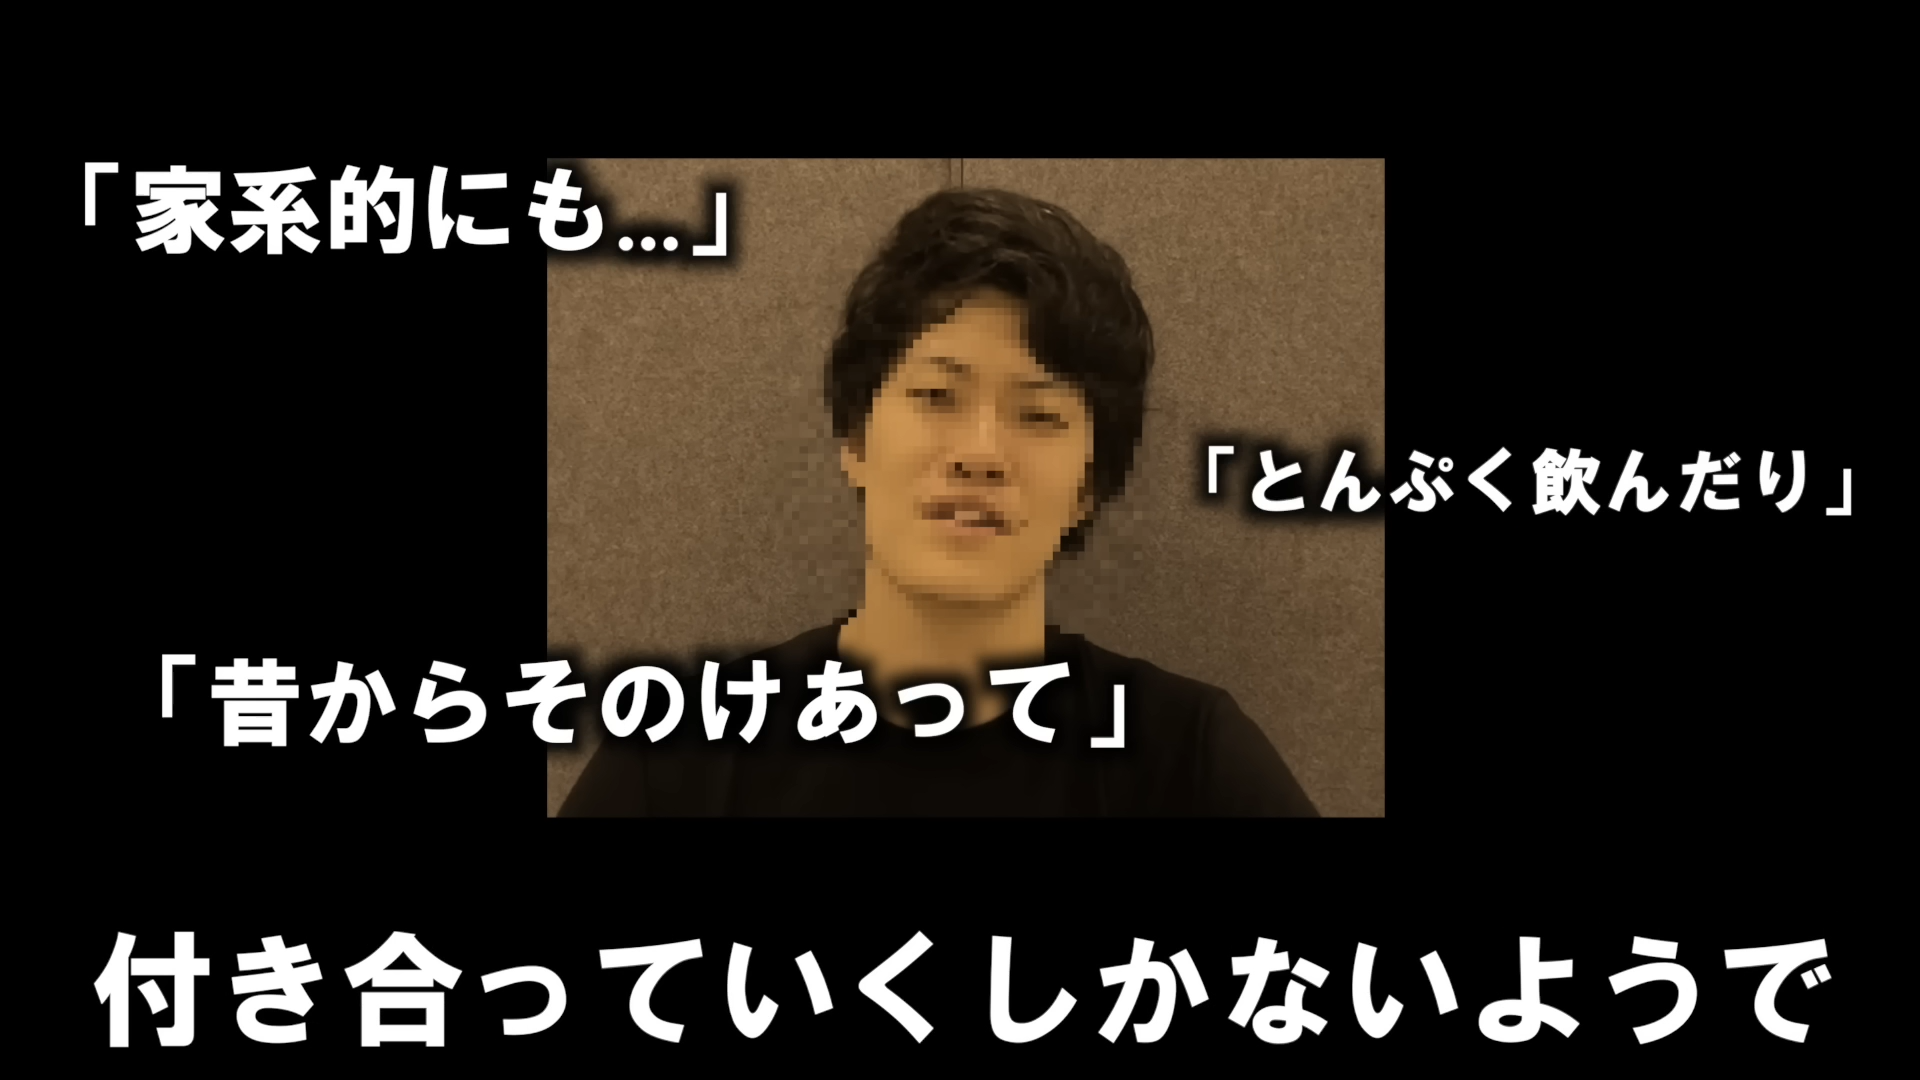 「家系的にも...」
「とんぷく飲んだり」
「昔からそのけあって」
付き合っていくしかないようで